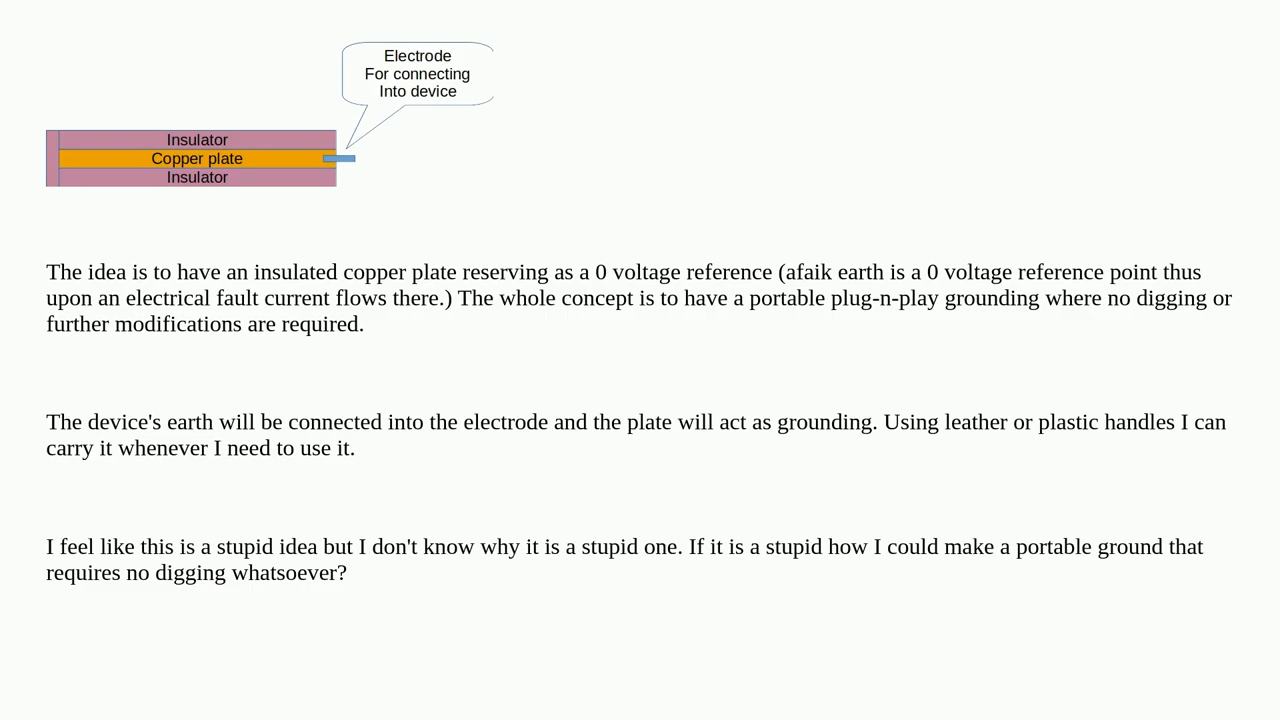 Electrode
For connecting
Into device
Insulator
Copper plate
Insulator
The idea is to have an insulated copper plate reserving as a 0 voltage reference (afaik earth is a 0 voltage reference point thus
upon an electrical fault current flows there.) The whole concept is to have a portable plug-n-play grounding where no digging or
further modifications are required.
The device's earth will be connected into the electrode and the plate will act as grounding. Using leather or plastic handles I can
carry it whenever I need to use it.
I feel like this is a stupid idea but I don't know why it is a stupid one. If it is a stupid how I could make a portable ground that
requires no digging whatsoever?